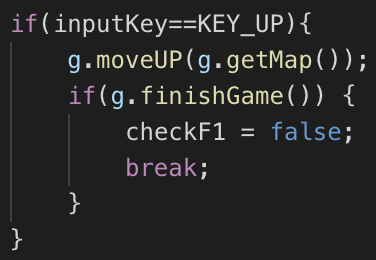 if(inputKey==KEY_UP){
    g.moveUP(g.getMap());
    if(g.finishGame()) {
        checkF1 = false;
        break;
    }
}